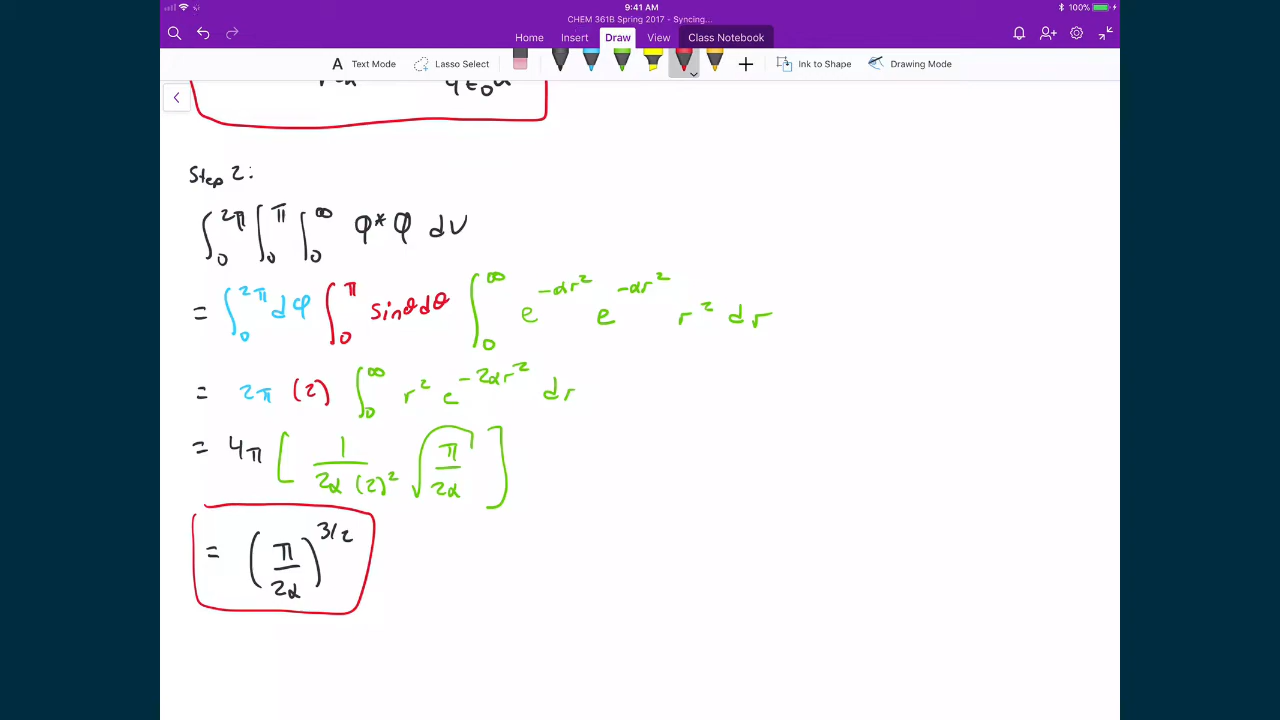 9:41 AM
100%
CHEM 361B Spring 2017 - Syncing...
Home Insert Draw View Class Notebook
Text Mode Lasso Select Ink to Shape Drawing Mode
Step 2:
∫₀^2π ∫₀^π ∫₀^∞ φ* φ dV
= ∫₀^2π dφ ∫₀^π sinθdθ ∫₀^∞ e^-αr² e^-αr² r² dr
= 2π (2) ∫₀^∞ r² e^-2αr² dr
= 4π [ 1/(2α (2)²) √(π/2α) ]
= (π/2α)^3/2